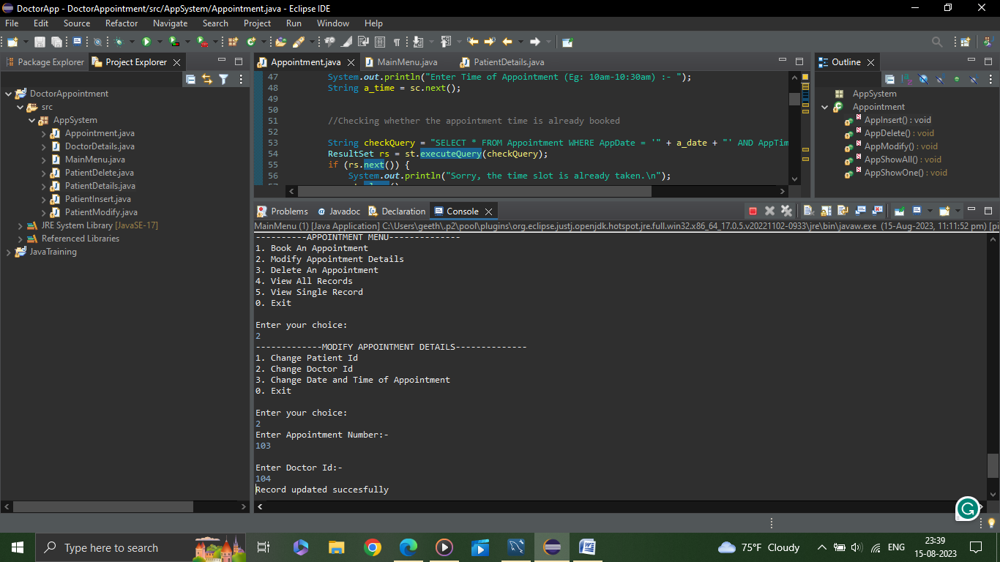 DoctorApp - DoctorAppointment/src/AppSystem/Appointment.java - Eclipse IDE
File Edit Source Refactor Navigate Search Project Run Window Help
Package Explorer Project Explorer
DoctorAppointment
src
AppSystem
Appointment.java
DoctorDetails.java
MainMenu.java
PatientDelete.java
PatientDetails.java
PatientInsert.java
PatientModify.java
JRE System Library [JavaSE-17]
Referenced Libraries
JavaTraining
Appointment.java MainMenu.java PatientDetails.java
47 System.out.println("Enter Time of Appointment (Eg: 10am-10:30am) :- ");
48 String a_time = sc.next();
49
50
51 //Checking whether the appointment time is already booked
52
53 String checkQuery = "SELECT * FROM Appointment WHERE AppDate = '" + a_date + "' AND AppTim
54 ResultSet rs = st.executeQuery(checkQuery);
55 if (rs.next()) {
56 System.out.println("Sorry, the time slot is already taken.\n");
Outline
AppSystem
Appointment
AppInsert() : void
AppDelete() : void
AppModify() : void
AppShowAll() : void
AppShowOne() : void
Problems Javadoc Declaration Console
MainMenu (1) [Java Application] C:\Users\geeth\.p2\pool\plugins\org.eclipse.justj.openjdk.hotspot.jre.full.win32.x86_64_17.0.5.v20221102-0933\jre\bin\javaw.exe (15-Aug-2023, 11:11:52 pm) [pi
----------APPOINTMENT MENU--------------
1. Book An Appointment
2. Modify Appointment Details
3. Delete An Appointment
4. View All Records
5. View Single Record
0. Exit
Enter your choice:
2
-------------MODIFY APPOINTMENT DETAILS--------------
1. Change Patient Id
2. Change Doctor Id
3. Change Date and Time of Appointment
0. Exit
Enter your choice:
2
Enter Appointment Number:-
103
Enter Doctor Id:-
104
Record updated succesfully
Type here to search
75°F Cloudy
ENG
23:39
15-08-2023